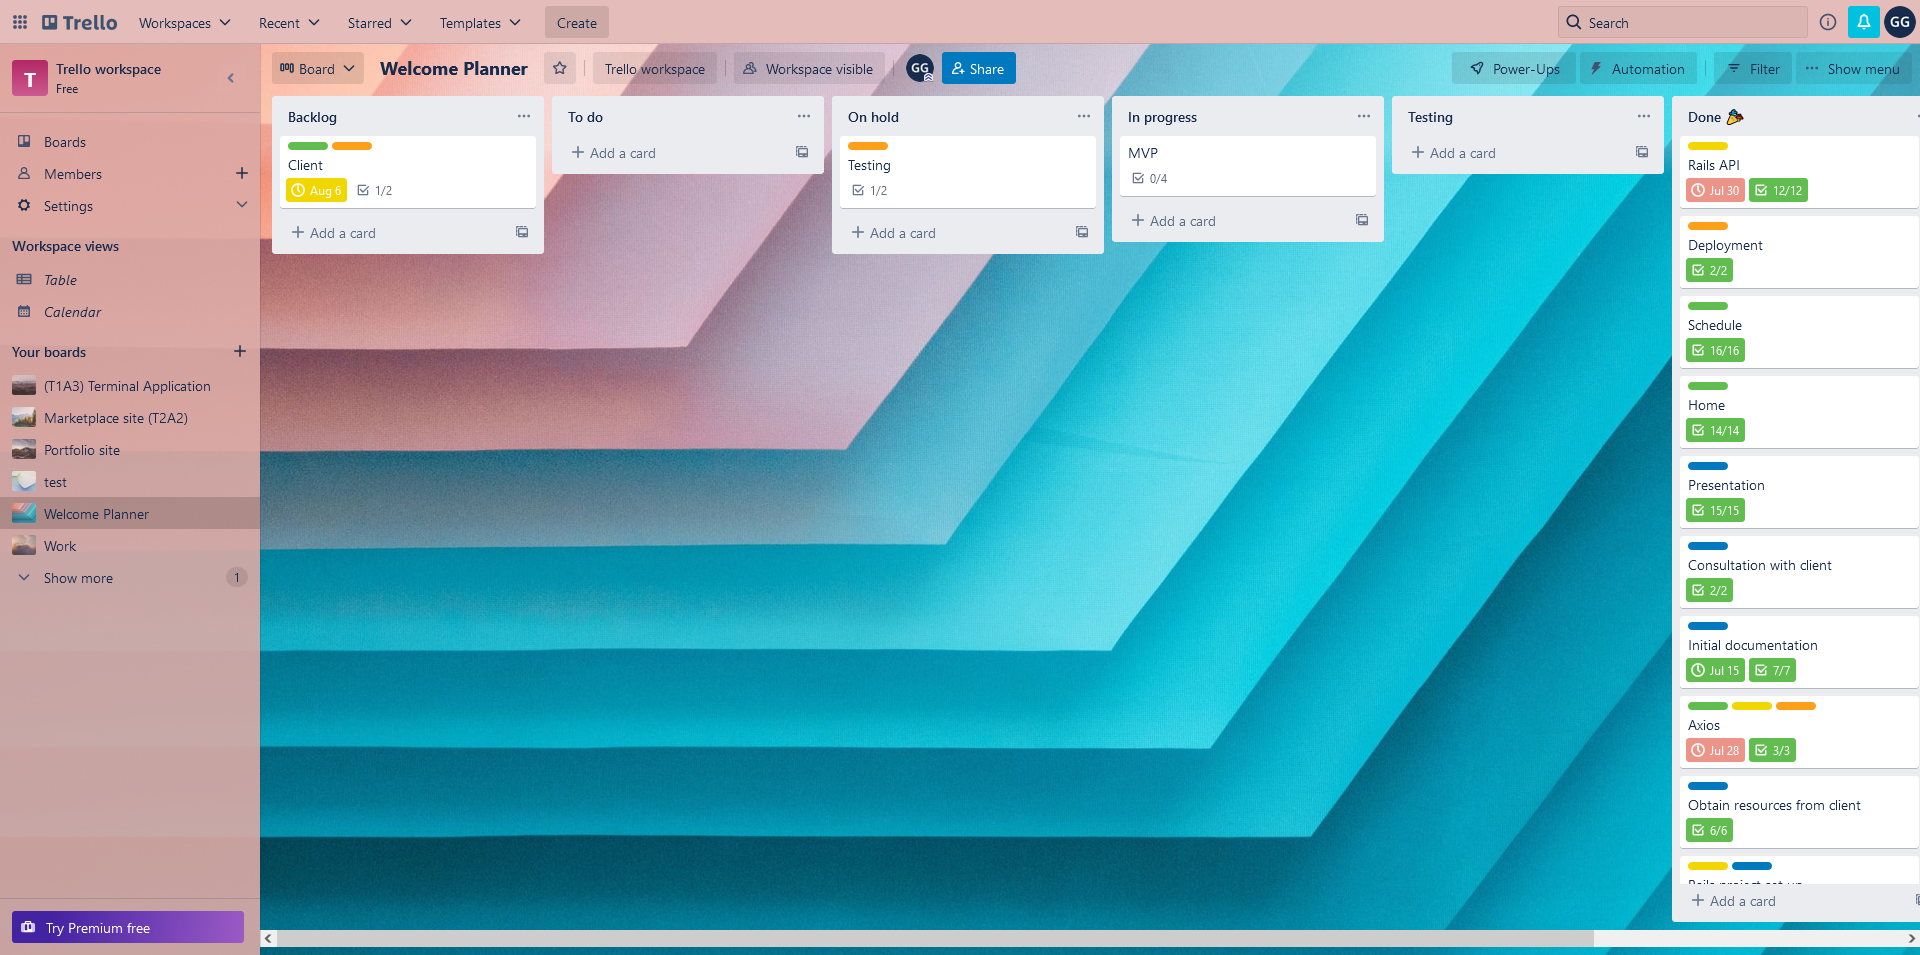 Trello
Workspaces
Recent
Starred
Templates
Create
Search
GG
T
Trello workspace
Free
Boards
Members
Settings
Workspace views
Table
Calendar
Your boards
(T1A3) Terminal Application
Marketplace site (T2A2)
Portfolio site
test
Welcome Planner
Work
Show more
1
Try Premium free
Board
Welcome Planner
Trello workspace
Workspace visible
GG
Share
Power-Ups
Automation
Filter
Show menu
Backlog
Client
Aug 6
1/2
Add a card
To do
Add a card
On hold
Testing
1/2
Add a card
In progress
MVP
0/4
Add a card
Testing
Add a card
Done 🎉
Rails API
Jul 30
12/12
Deployment
2/2
Schedule
16/16
Home
14/14
Presentation
15/15
Consultation with client
2/2
Initial documentation
Jul 15
7/7
Axios
Jul 28
3/3
Obtain resources from client
6/6
Add a card